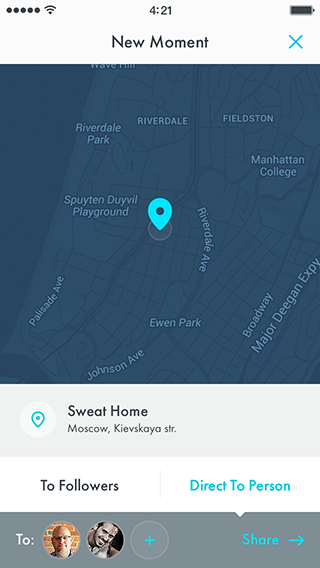 4:21
New Moment
Wave Hill
Riverdale
Park
RIVERDALE
FIELDSTON
Manhattan
College
Spuyten Duyvil
Playground
Riverdale Ave
Palisade Ave
Ewen Park
Broadway
Major Deegan Expy
Johnson Ave
Sweat Home
Moscow, Kievskaya str.
To Followers
Direct To Person
To:
+
Share →